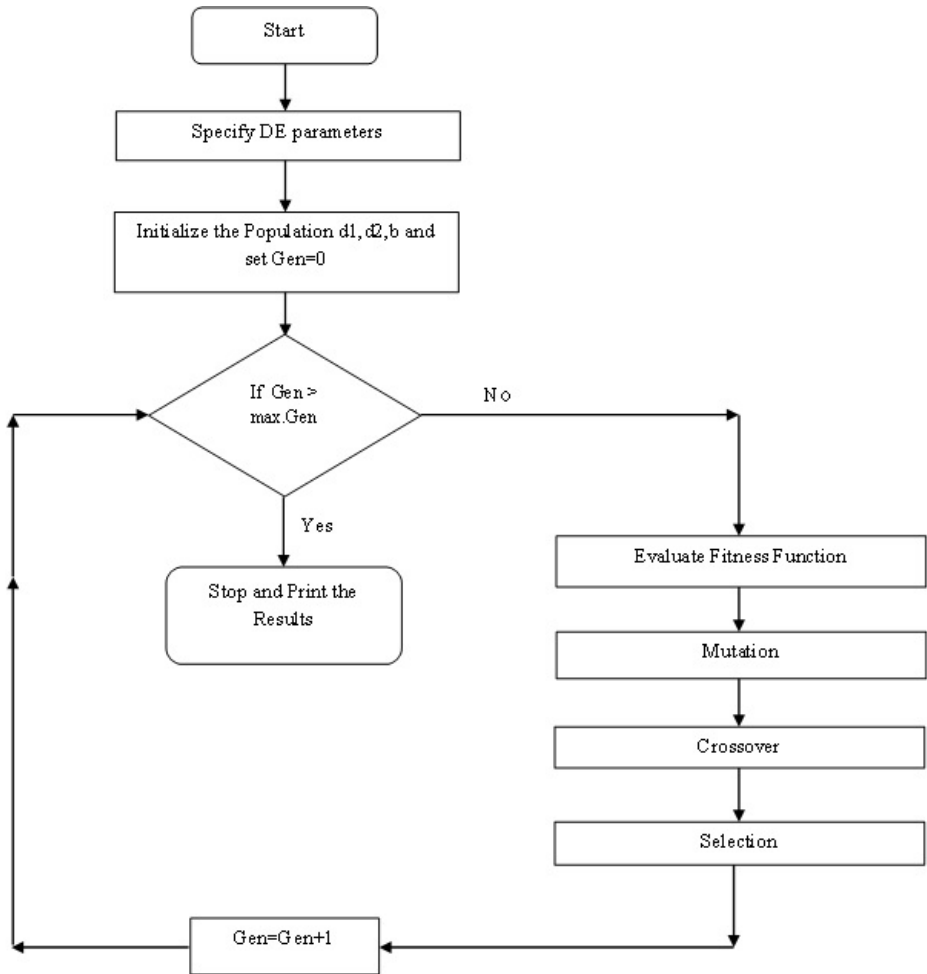 Start
Specify DE parameters
Initialize the Population d1,d2,b and
set Gen=0
If Gen >
max.Gen
No
Yes
Stop and Print the
Results
Evaluate Fitness Function
Mutation
Crossover
Selection
Gen=Gen+1